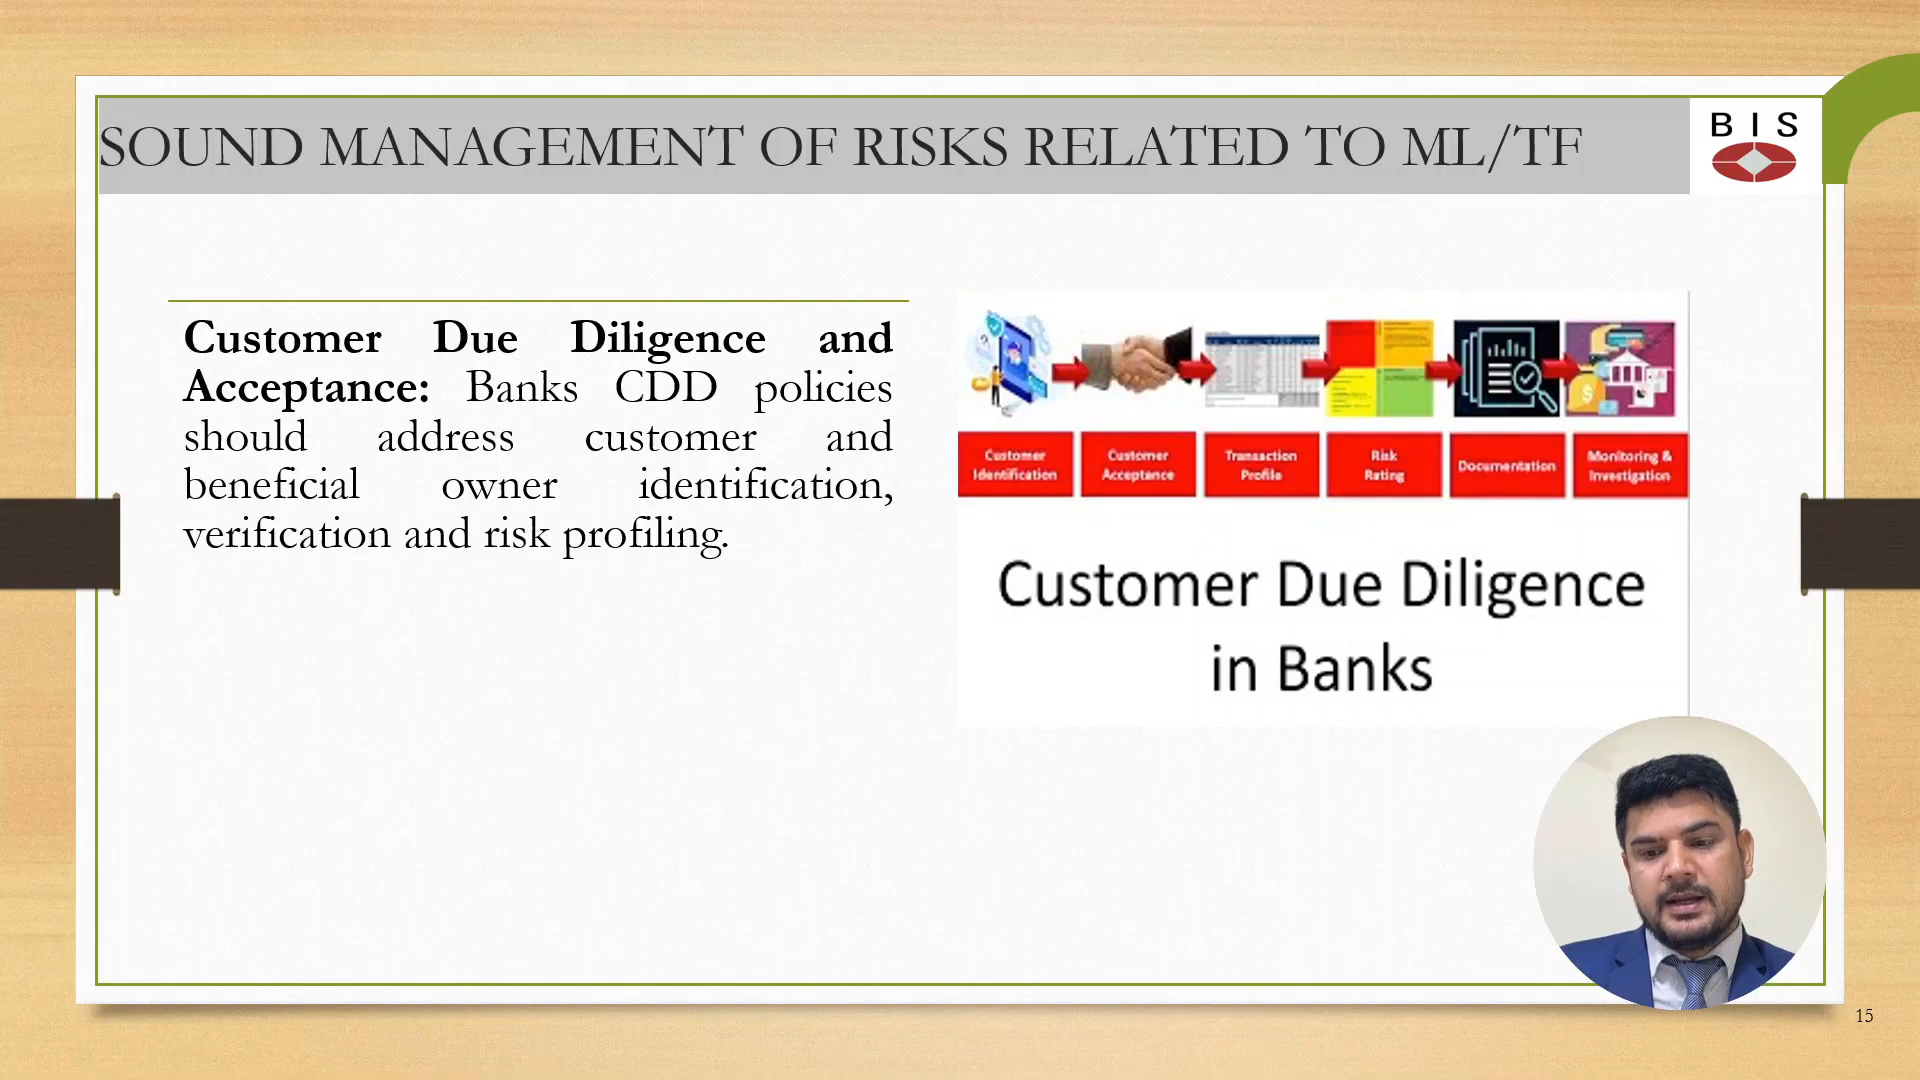 SOUND MANAGEMENT OF RISKS RELATED TO ML/TF
BIS
Customer Due Diligence and
Acceptance: Banks CDD policies
should address customer and
beneficial owner identification,
verification and risk profiling.
Customer
Identification
Customer
Acceptance
Transaction
Profile
Risk
Rating
Documentation
Monitoring &
Investigation
Customer Due Diligence
in Banks
15